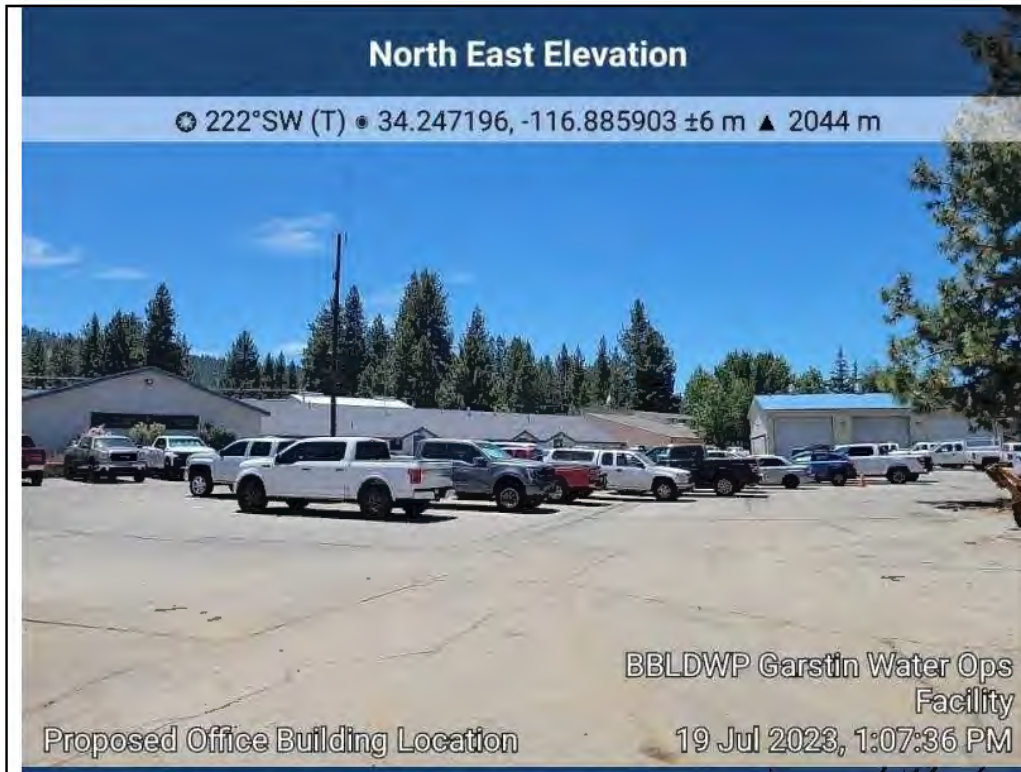 North East Elevation
222°SW (T) ● 34.247196, -116.885903 ±6 m ▲ 2044 m
BBLDWP Garstin Water Ops
Facility
Proposed Office Building Location
19 Jul 2023, 1:07:36 PM